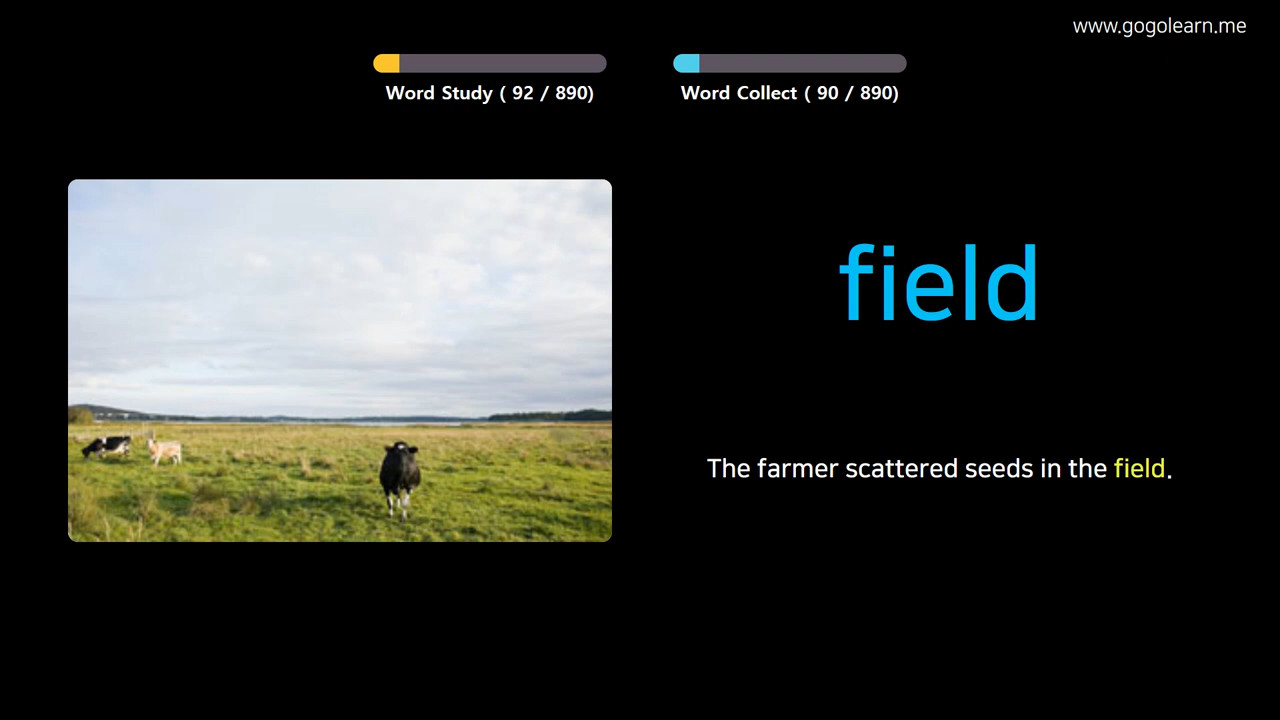 www.gogolearn.me
Word Study ( 92 / 890)
Word Collect ( 90 / 890)
field
The farmer scattered seeds in the field.